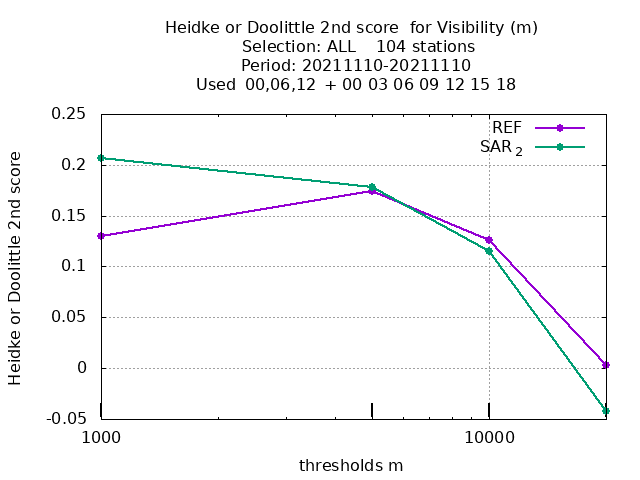 Heidke or Doolittle 2nd score  for Visibility (m)
Selection: ALL    104 stations
Period: 20211110-20211110
Used  00,06,12  + 00 03 06 09 12 15 18
REF
SAR 2
0.25
0.2
0.15
0.1
0.05
0
-0.05
Heidke or Doolittle 2nd score
1000
10000
thresholds m